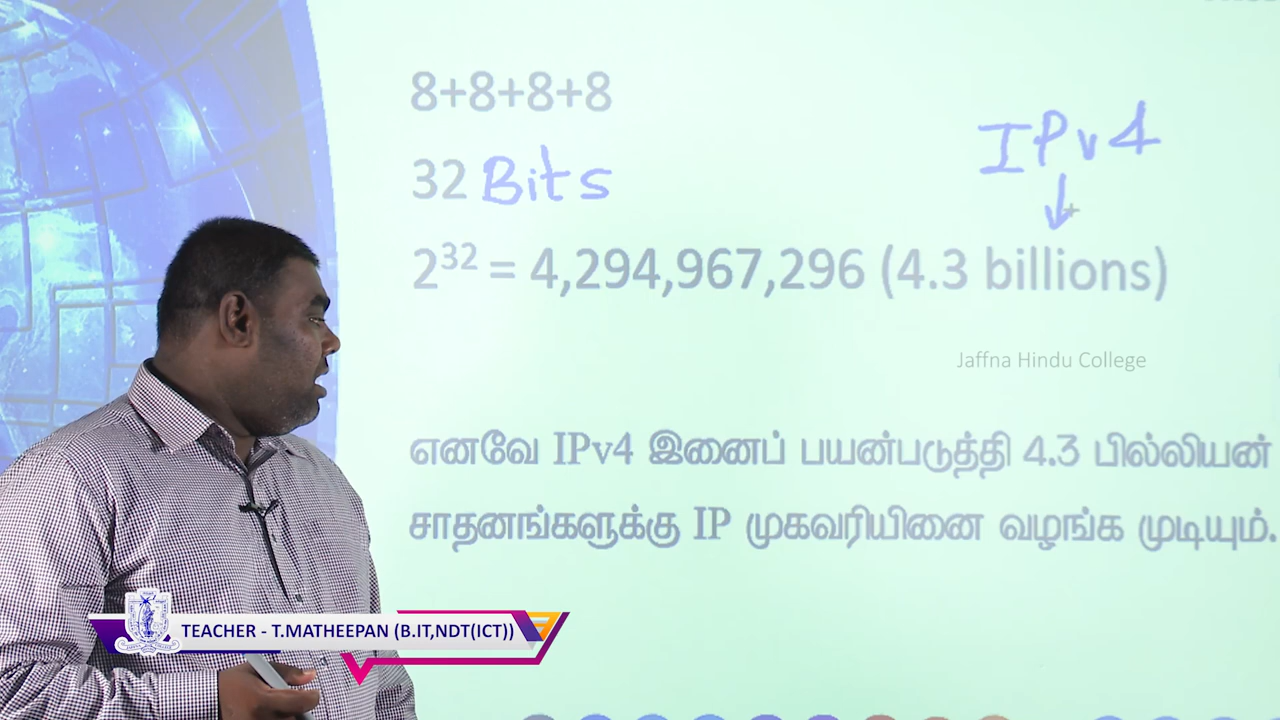 8+8+8+8
IPv4
32 Bits
2³² = 4,294,967,296 (4.3 billions)
Jaffna Hindu College
எனவே IPv4 இனைப் பயன்படுத்தி 4.3 பில்லியன்
சாதனங்களுக்கு IP முகவரியினை வழங்க முடியும்.
TEACHER - T.MATHEEPAN (B.IT,NDT(ICT))